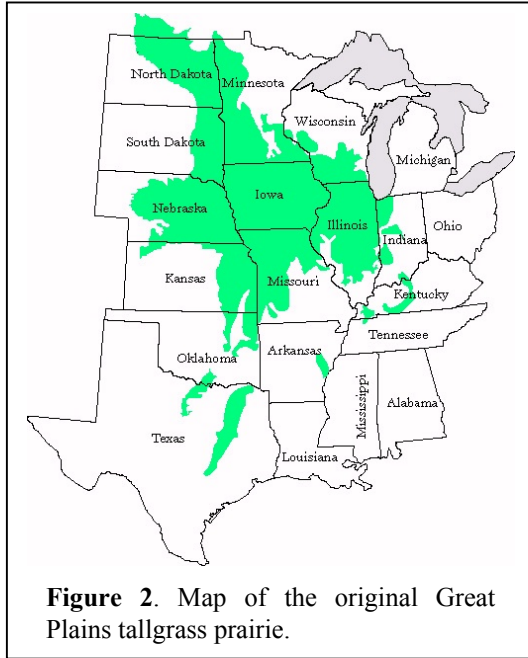 North Dakota
Minnesota
Wisconsin
South Dakota
Michigan
Iowa
Nebraska
Illinois
Indiana
Ohio
Kansas
Missouri
Kentucky
Tennessee
Oklahoma
Arkansas
Mississippi
Alabama
Texas
Louisiana
Figure 2. Map of the original Great
Plains tallgrass prairie.